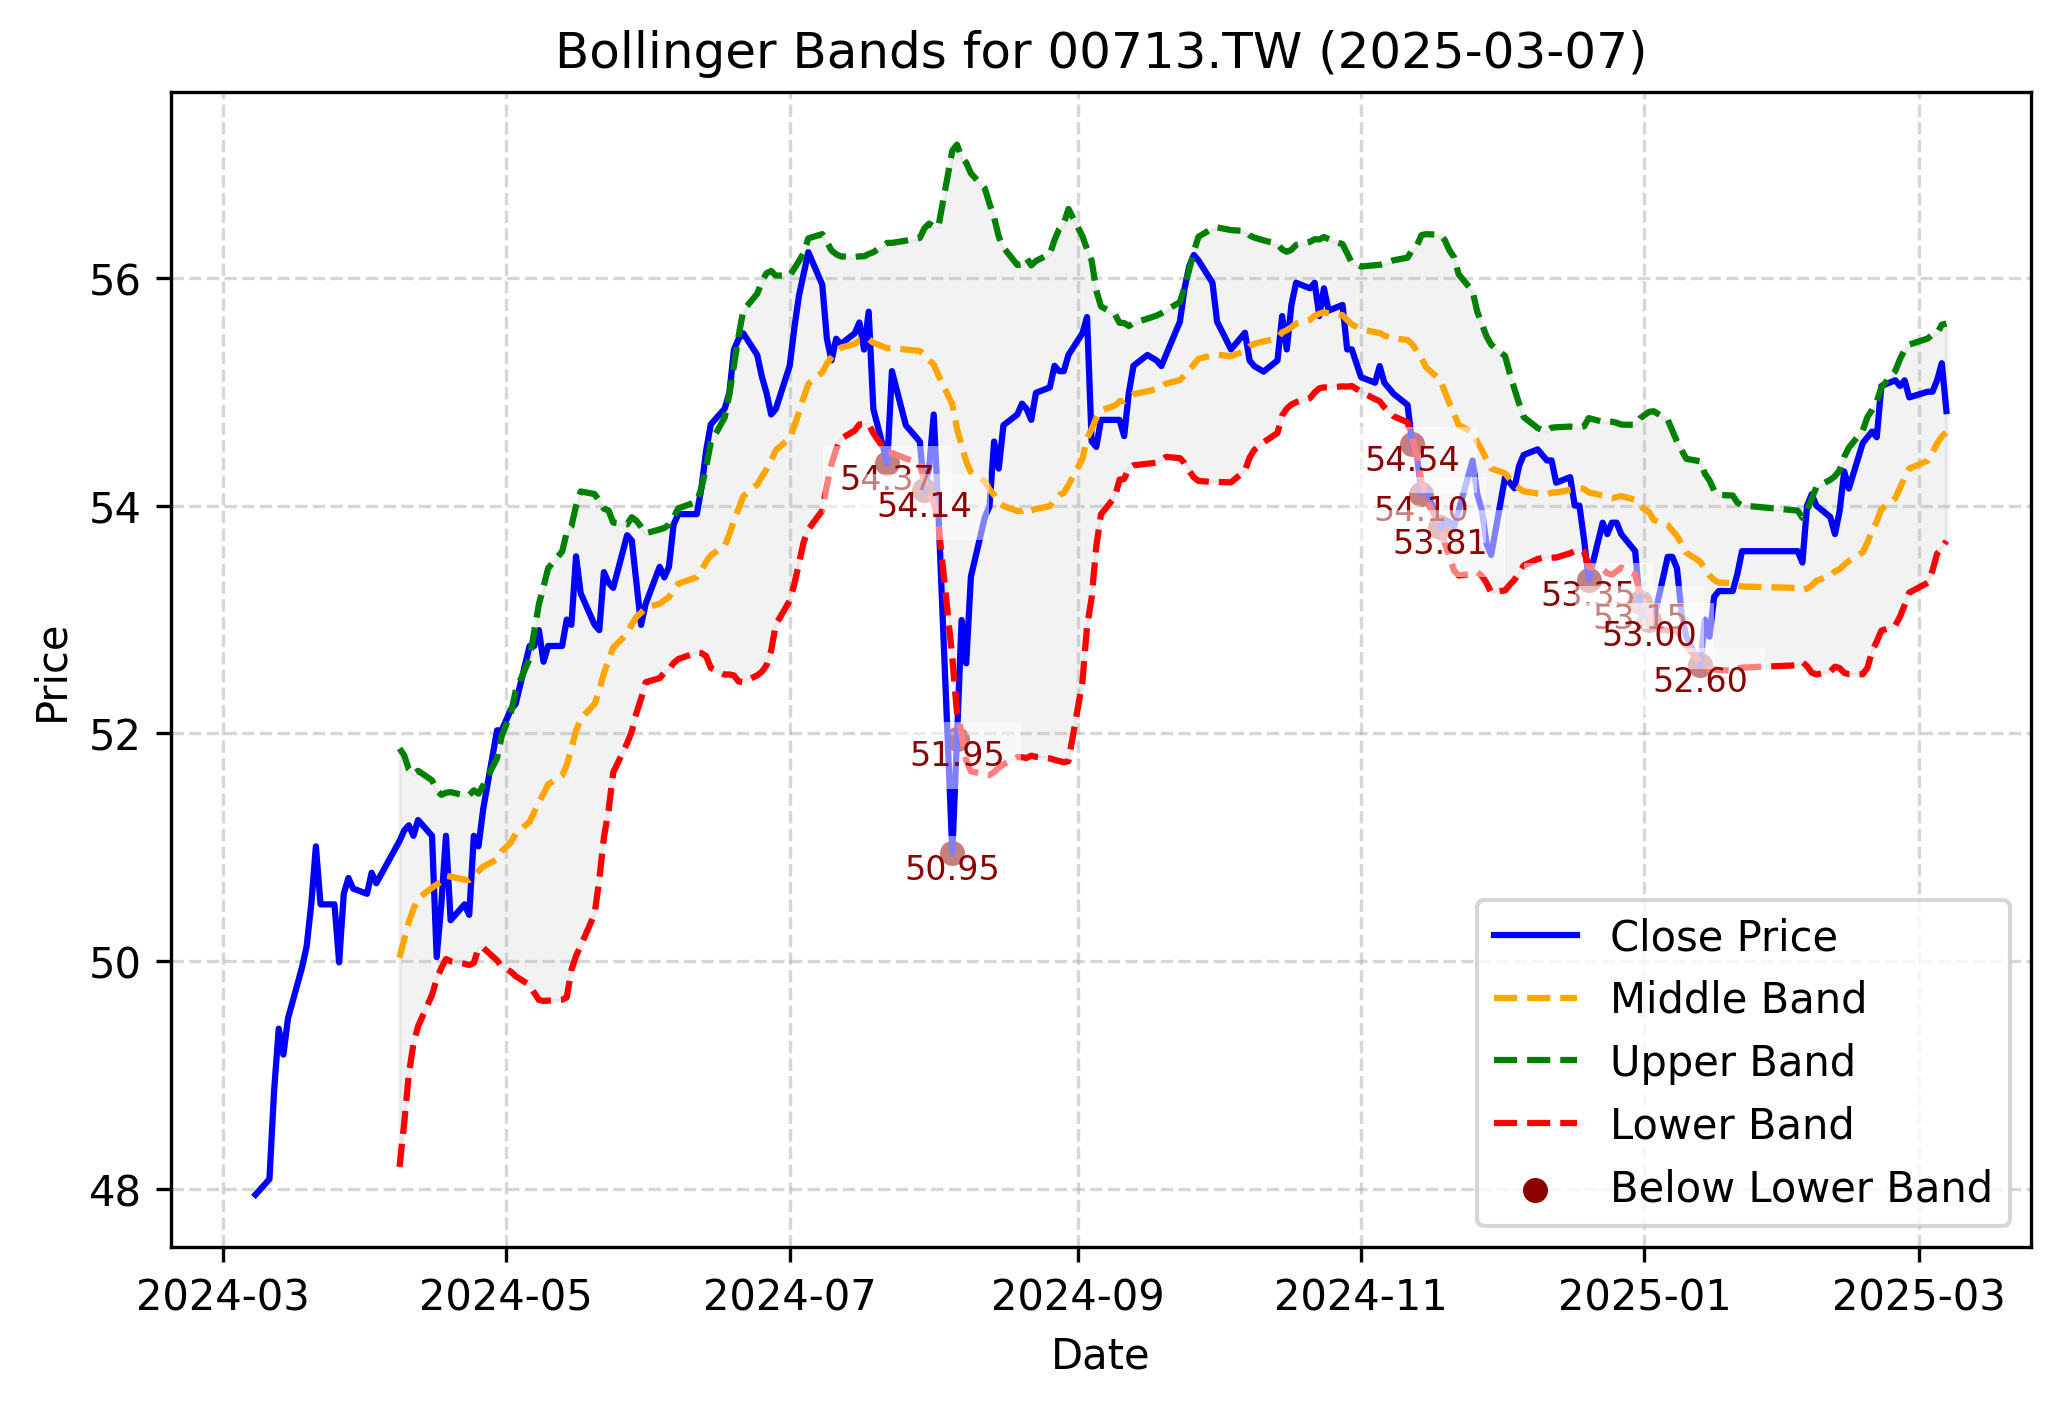 Bollinger Bands for 00713.TW (2025-03-07)
Price
56
54
52
50
48
54.37
54.14
51.95
50.95
54.54
54.10
53.81
53.35
53.15
53.00
52.60
Close Price
Middle Band
Upper Band
Lower Band
Below Lower Band
2024-03 2024-05 2024-07 2024-09 2024-11 2025-01 2025-03
Date